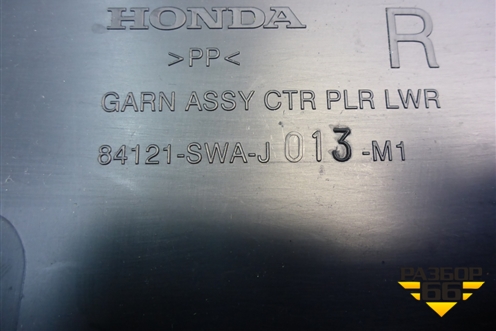 HONDA
R
>PP<
GARN ASSY CTR PLR LWR
84121-SWA-J 013 -M1
РАЗБОР
66